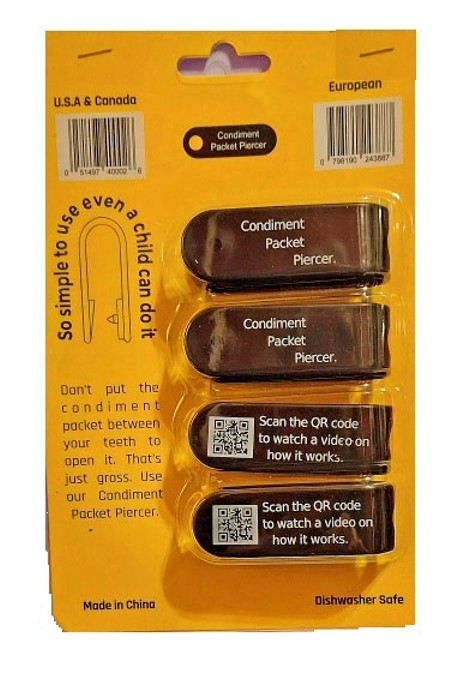 U.S.A & Canada
European
0 51497 40002 6
0 798190 243887
Condiment
Packet Piercer
So simple to use even a child can do it
Condiment
Packet
Piercer.
Condiment
Packet
Piercer.
Scan the QR code
to watch a video on
how it works.
Scan the QR code
to watch a video on
how it works.
Don't put the
condiment
packet between
your teeth to
open it. That's
just gross. Use
our Condiment
Packet Piercer.
Made in China
Dishwasher Safe